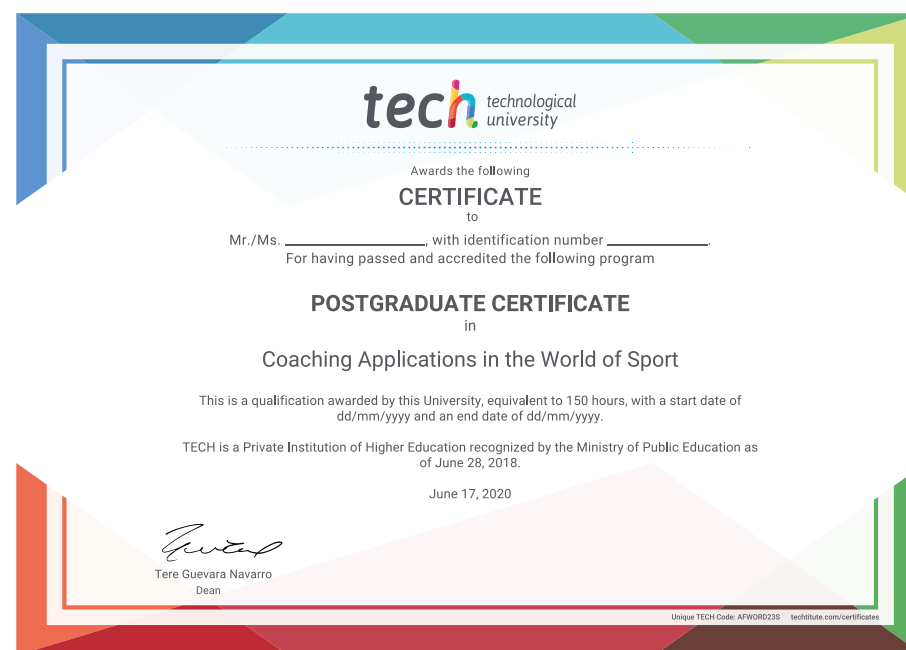 tech technological
university
Awards the following
CERTIFICATE
to
Mr./Ms. ____________________, with identification number ______________.
For having passed and accredited the following program
POSTGRADUATE CERTIFICATE
in
Coaching Applications in the World of Sport
This is a qualification awarded by this University, equivalent to 150 hours, with a start date of
dd/mm/yyyy and an end date of dd/mm/yyyy.
TECH is a Private Institution of Higher Education recognized by the Ministry of Public Education as
of June 28, 2018.
June 17, 2020
Tere Guevara Navarro
Dean
Unique TECH Code: AFWORD23S techtitute.com/certificates